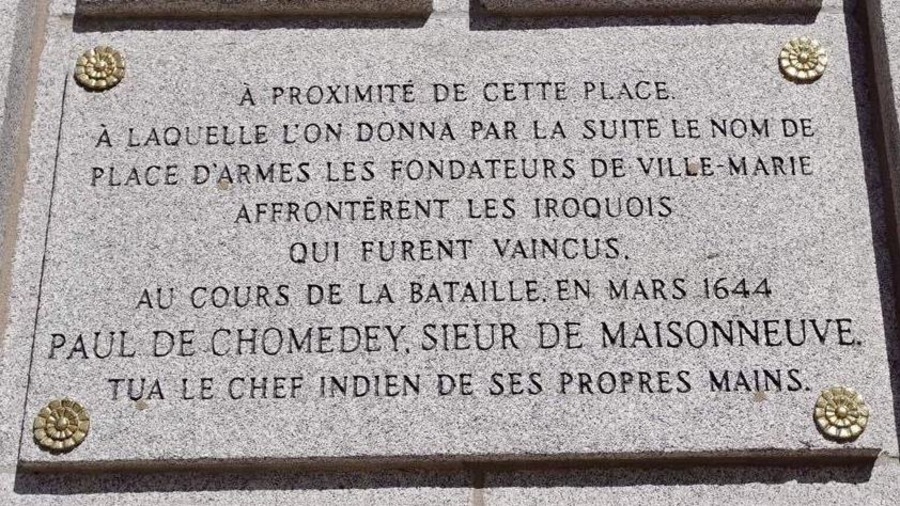 À PROXIMITÉ DE CETTE PLACE.
À LAQUELLE L'ON DONNA PAR LA SUITE LE NOM DE
PLACE D'ARMES LES FONDATEURS DE VILLE-MARIE
AFFRONTÈRENT LES IROQUOIS
QUI FURENT VAINCUS.
AU COURS DE LA BATAILLE, EN MARS 1644
PAUL DE CHOMEDEY, SIEUR DE MAISONNEUVE.
TUA LE CHEF INDIEN DE SES PROPRES MAINS.